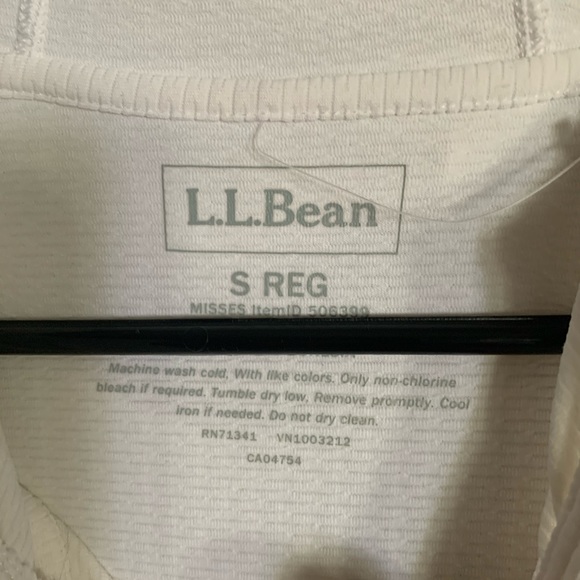 L.L.Bean
S REG
MISSES ItemID 506399
Machine wash cold, With like colors. Only non-chlorine
bleach if required. Tumble dry low. Remove promptly. Cool
iron if needed. Do not dry clean.
RN71341 VN1003212
CA04754